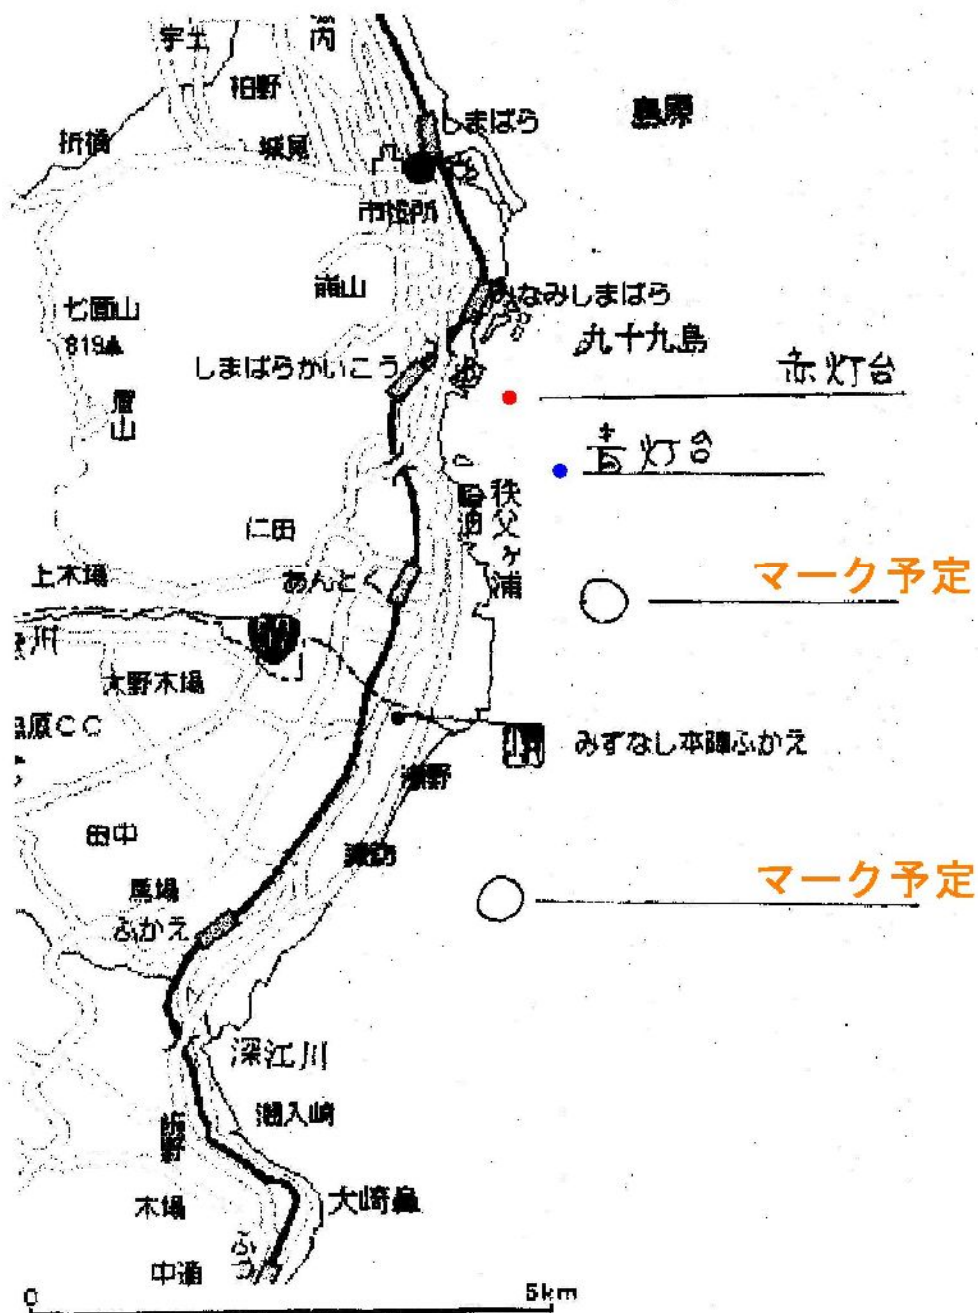 宇土
内
柏野
しまばら
島原
折橋
城見
市役所
みなみしまばら
七面山
819▲
前山
九十九島
しまばらかいこう
赤灯台
眉山
青灯台
秩父ヶ浦
仁田
上木場
あんとく
マーク予定
川
大野木場
原CC
みずなし本陣ふかえ
諏訪
田中
馬場
マーク予定
ふかえ
深江川
潮入崎
大崎鼻
木場
ふつ
中通
0
5km